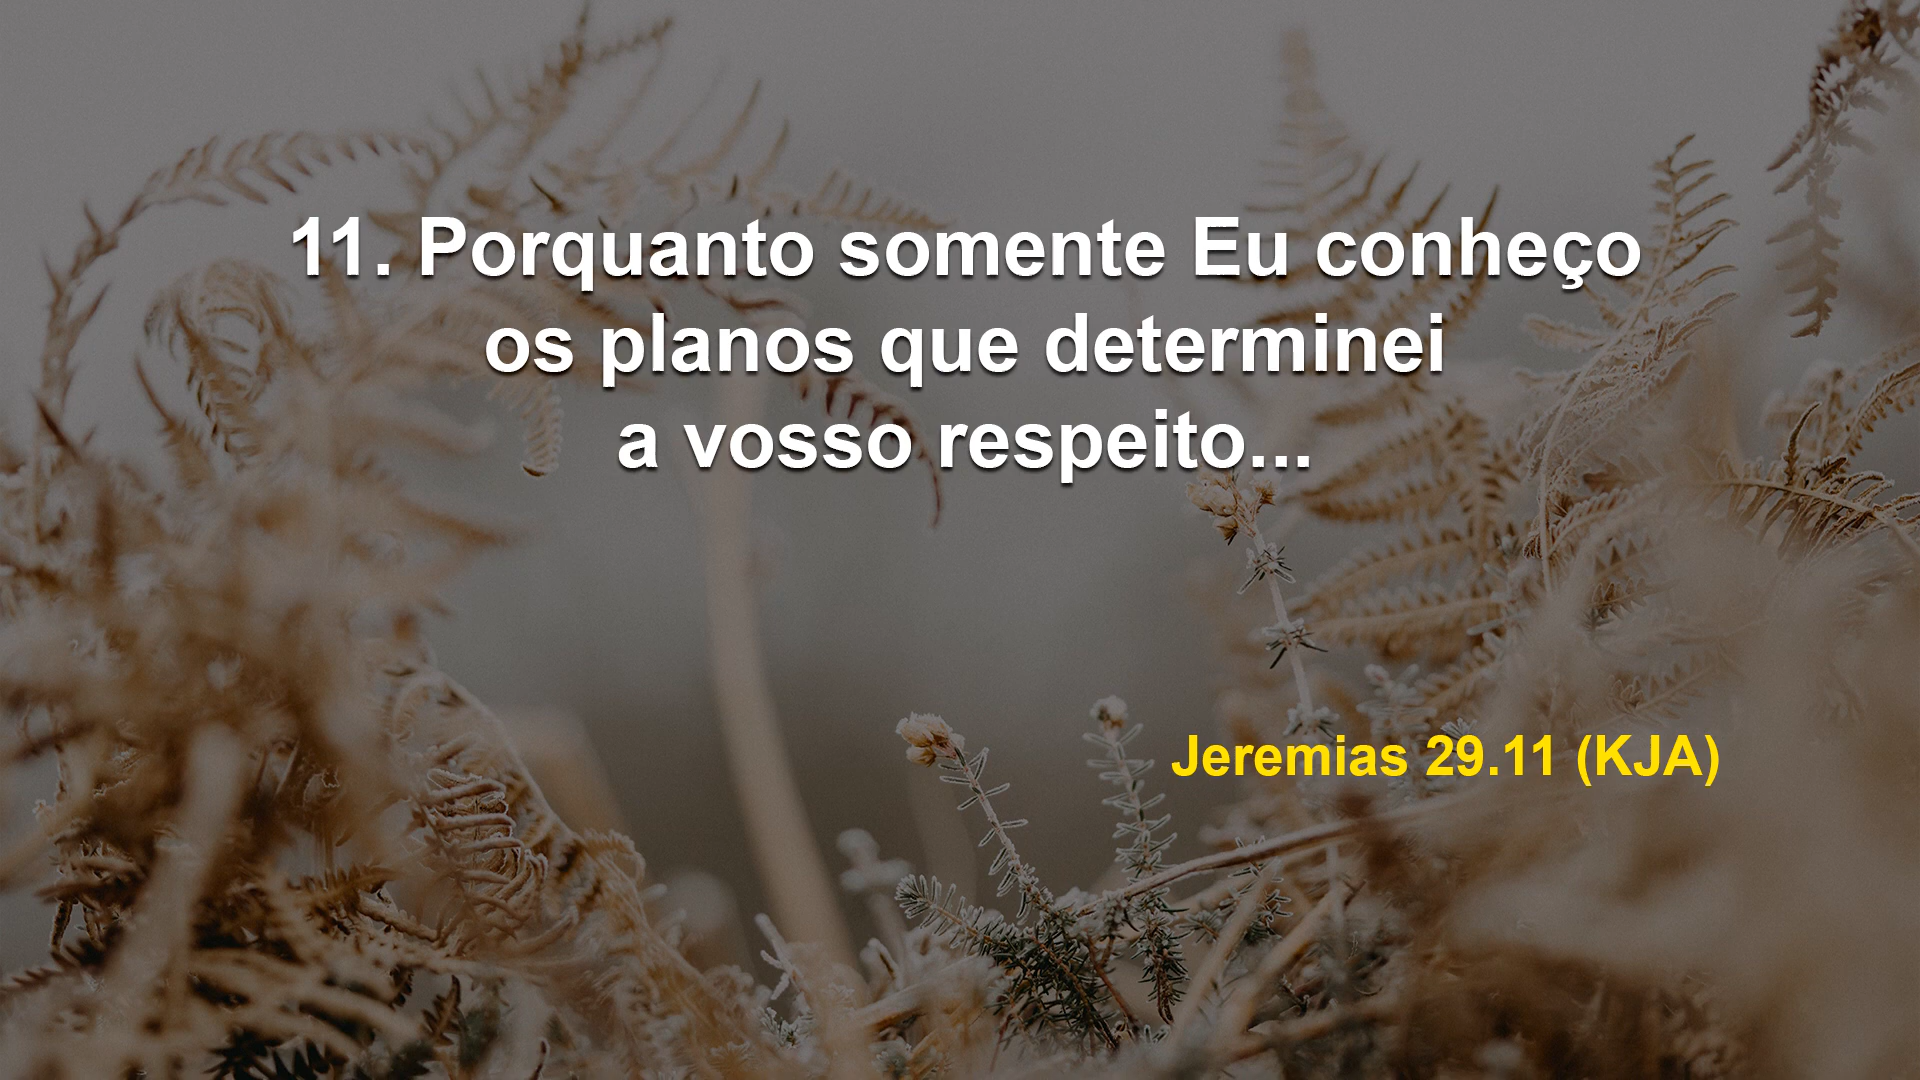 11. Porquanto somente Eu conheço
os planos que determinei
a vosso respeito...
Jeremias 29.11 (KJA)